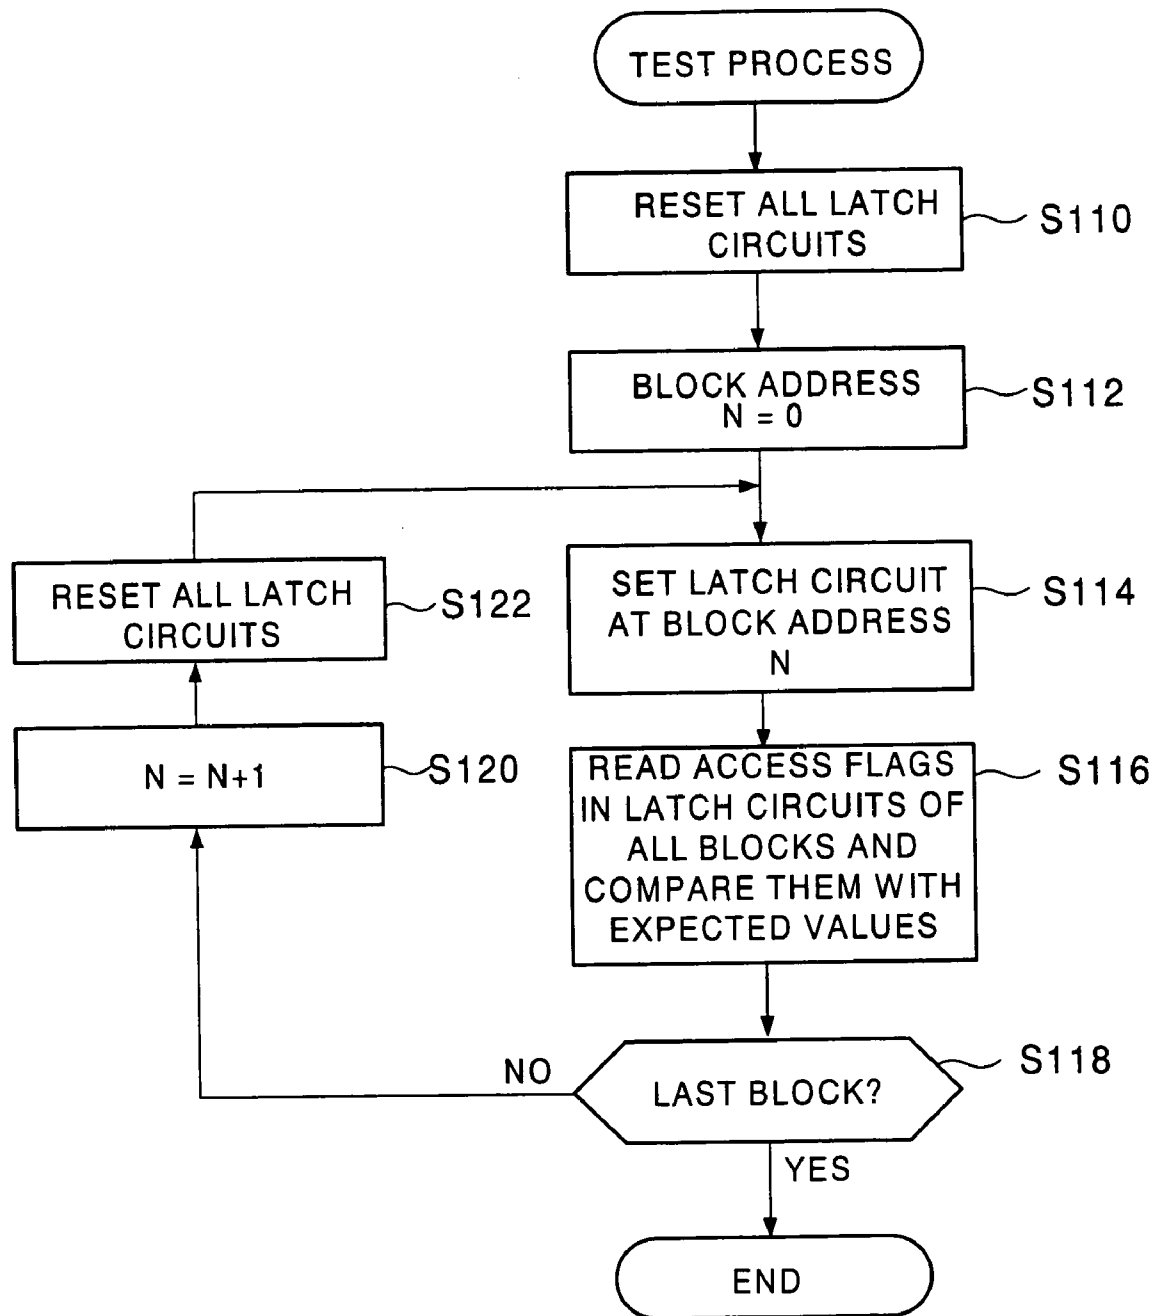 TEST PROCESS
RESET ALL LATCH
CIRCUITS
S110
BLOCK ADDRESS
N = 0
S112
SET LATCH CIRCUIT
AT BLOCK ADDRESS
N
S114
RESET ALL LATCH
CIRCUITS
S122
N = N+1
S120
READ ACCESS FLAGS
IN LATCH CIRCUITS OF
ALL BLOCKS AND
COMPARE THEM WITH
EXPECTED VALUES
S116
LAST BLOCK?
S118
NO
YES
END